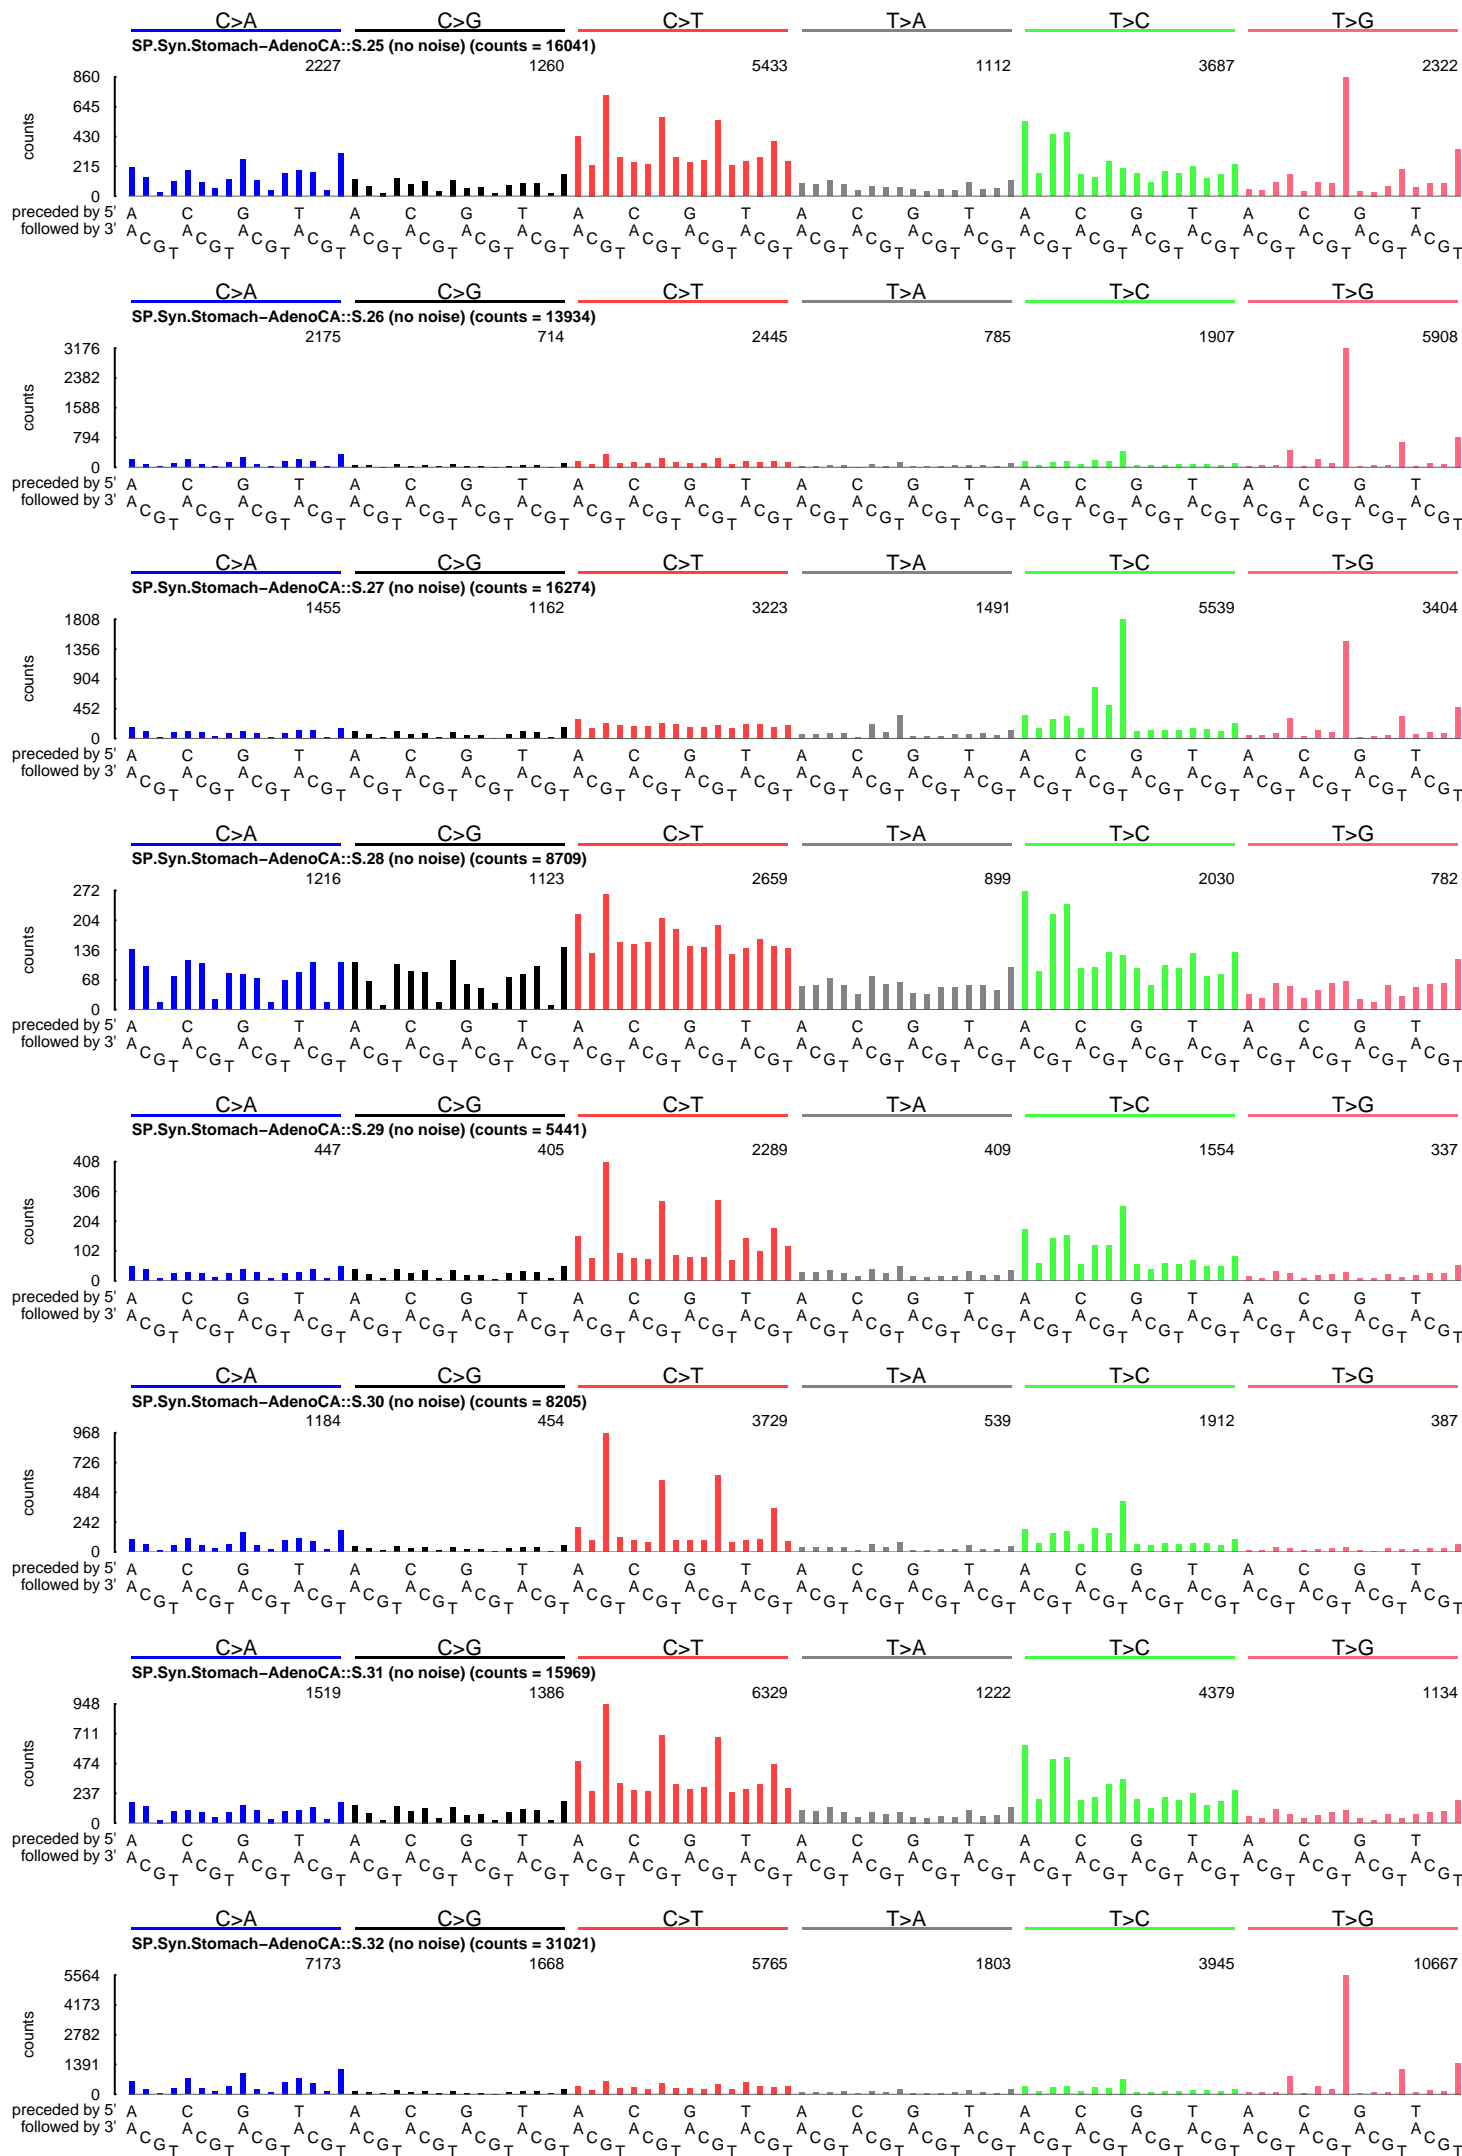 C>A C>G C>T T>A T>C T>G
SP.Syn.Stomach−AdenoCA::S.25 (no noise) (counts = 16041)
2227 1260 5433 1112 3687 2322
860
645
430
215
0
counts
preceded by 5' A C G T A C G T A C G T A C G T A C G T A C G T
followed by 3' A C G T A C G T A C G T A C G T A C G T A C G T A C G T A C G T A C G T A C G T A C G T A C G T A C G T A C G T A C G T A C G T A C G T A C G T A C G T A C G T A C G T A C G T A C G T A C G T
C>A C>G C>T T>A T>C T>G
SP.Syn.Stomach−AdenoCA::S.26 (no noise) (counts = 13934)
2175 714 2445 785 1907 5908
3176
2382
1588
794
0
counts
preceded by 5' A C G T A C G T A C G T A C G T A C G T A C G T
followed by 3' A C G T A C G T A C G T A C G T A C G T A C G T A C G T A C G T A C G T A C G T A C G T A C G T A C G T A C G T A C G T A C G T A C G T A C G T A C G T A C G T A C G T A C G T A C G T A C G T
C>A C>G C>T T>A T>C T>G
SP.Syn.Stomach−AdenoCA::S.27 (no noise) (counts = 16274)
1455 1162 3223 1491 5539 3404
1808
1356
904
452
0
counts
preceded by 5' A C G T A C G T A C G T A C G T A C G T A C G T
followed by 3' A C G T A C G T A C G T A C G T A C G T A C G T A C G T A C G T A C G T A C G T A C G T A C G T A C G T A C G T A C G T A C G T A C G T A C G T A C G T A C G T A C G T A C G T A C G T A C G T
C>A C>G C>T T>A T>C T>G
SP.Syn.Stomach−AdenoCA::S.28 (no noise) (counts = 8709)
1216 1123 2659 899 2030 782
272
204
136
68
0
counts
preceded by 5' A C G T A C G T A C G T A C G T A C G T A C G T
followed by 3' A C G T A C G T A C G T A C G T A C G T A C G T A C G T A C G T A C G T A C G T A C G T A C G T A C G T A C G T A C G T A C G T A C G T A C G T A C G T A C G T A C G T A C G T A C G T A C G T
C>A C>G C>T T>A T>C T>G
SP.Syn.Stomach−AdenoCA::S.29 (no noise) (counts = 5441)
447 405 2289 409 1554 337
408
306
204
102
0
counts
preceded by 5' A C G T A C G T A C G T A C G T A C G T A C G T
followed by 3' A C G T A C G T A C G T A C G T A C G T A C G T A C G T A C G T A C G T A C G T A C G T A C G T A C G T A C G T A C G T A C G T A C G T A C G T A C G T A C G T A C G T A C G T A C G T A C G T
C>A C>G C>T T>A T>C T>G
SP.Syn.Stomach−AdenoCA::S.30 (no noise) (counts = 8205)
1184 454 3729 539 1912 387
968
726
484
242
0
counts
preceded by 5' A C G T A C G T A C G T A C G T A C G T A C G T
followed by 3' A C G T A C G T A C G T A C G T A C G T A C G T A C G T A C G T A C G T A C G T A C G T A C G T A C G T A C G T A C G T A C G T A C G T A C G T A C G T A C G T A C G T A C G T A C G T A C G T
C>A C>G C>T T>A T>C T>G
SP.Syn.Stomach−AdenoCA::S.31 (no noise) (counts = 15969)
1519 1386 6329 1222 4379 1134
948
711
474
237
0
counts
preceded by 5' A C G T A C G T A C G T A C G T A C G T A C G T
followed by 3' A C G T A C G T A C G T A C G T A C G T A C G T A C G T A C G T A C G T A C G T A C G T A C G T A C G T A C G T A C G T A C G T A C G T A C G T A C G T A C G T A C G T A C G T A C G T A C G T
C>A C>G C>T T>A T>C T>G
SP.Syn.Stomach−AdenoCA::S.32 (no noise) (counts = 31021)
7173 1668 5765 1803 3945 10667
5564
4173
2782
1391
0
counts
preceded by 5' A C G T A C G T A C G T A C G T A C G T A C G T
followed by 3' A C G T A C G T A C G T A C G T A C G T A C G T A C G T A C G T A C G T A C G T A C G T A C G T A C G T A C G T A C G T A C G T A C G T A C G T A C G T A C G T A C G T A C G T A C G T A C G T